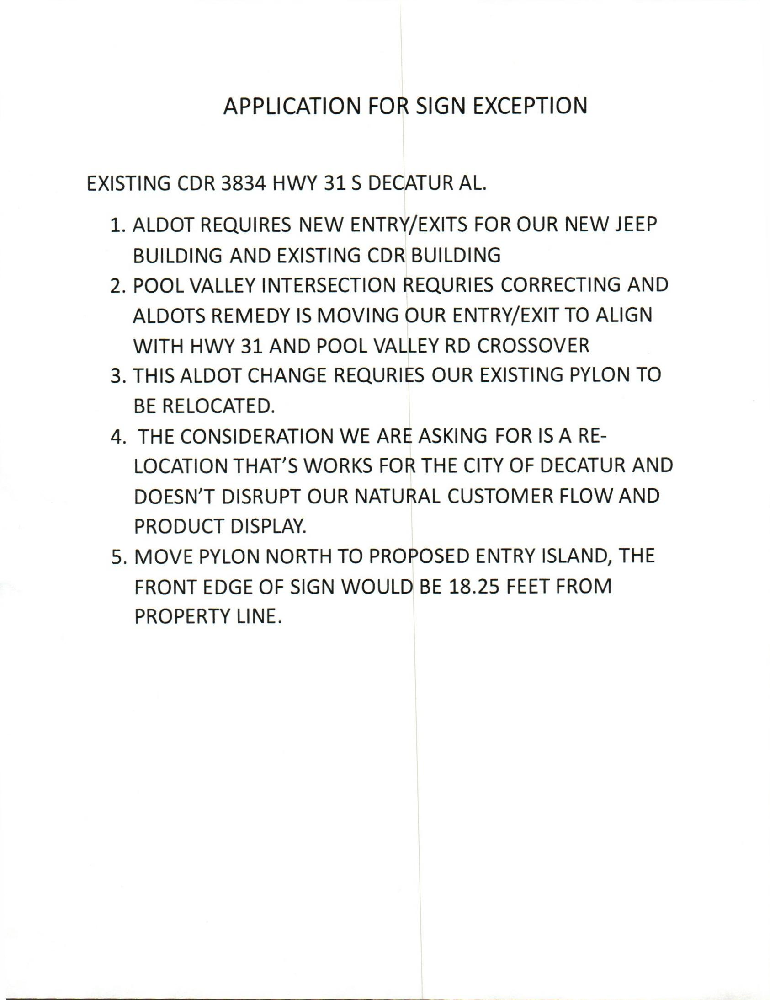 APPLICATION FOR SIGN EXCEPTION
EXISTING CDR 3834 HWY 31 S DECATUR AL.
1. ALDOT REQUIRES NEW ENTRY/EXITS FOR OUR NEW JEEP
BUILDING AND EXISTING CDR BUILDING
2. POOL VALLEY INTERSECTION REQURIES CORRECTING AND
ALDOTS REMEDY IS MOVING OUR ENTRY/EXIT TO ALIGN
WITH HWY 31 AND POOL VALLEY RD CROSSOVER
3. THIS ALDOT CHANGE REQURIES OUR EXISTING PYLON TO
BE RELOCATED.
4. THE CONSIDERATION WE ARE ASKING FOR IS A RE-
LOCATION THAT'S WORKS FOR THE CITY OF DECATUR AND
DOESN'T DISRUPT OUR NATURAL CUSTOMER FLOW AND
PRODUCT DISPLAY.
5. MOVE PYLON NORTH TO PROPOSED ENTRY ISLAND, THE
FRONT EDGE OF SIGN WOULD BE 18.25 FEET FROM
PROPERTY LINE.